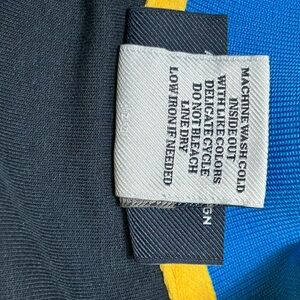 MACHINE WASH COLD
INSIDE OUT
WITH LIKE COLORS
DELICATE CYCLE
DO NOT BLEACH
LINE DRY
LOW IRON IF NEEDED